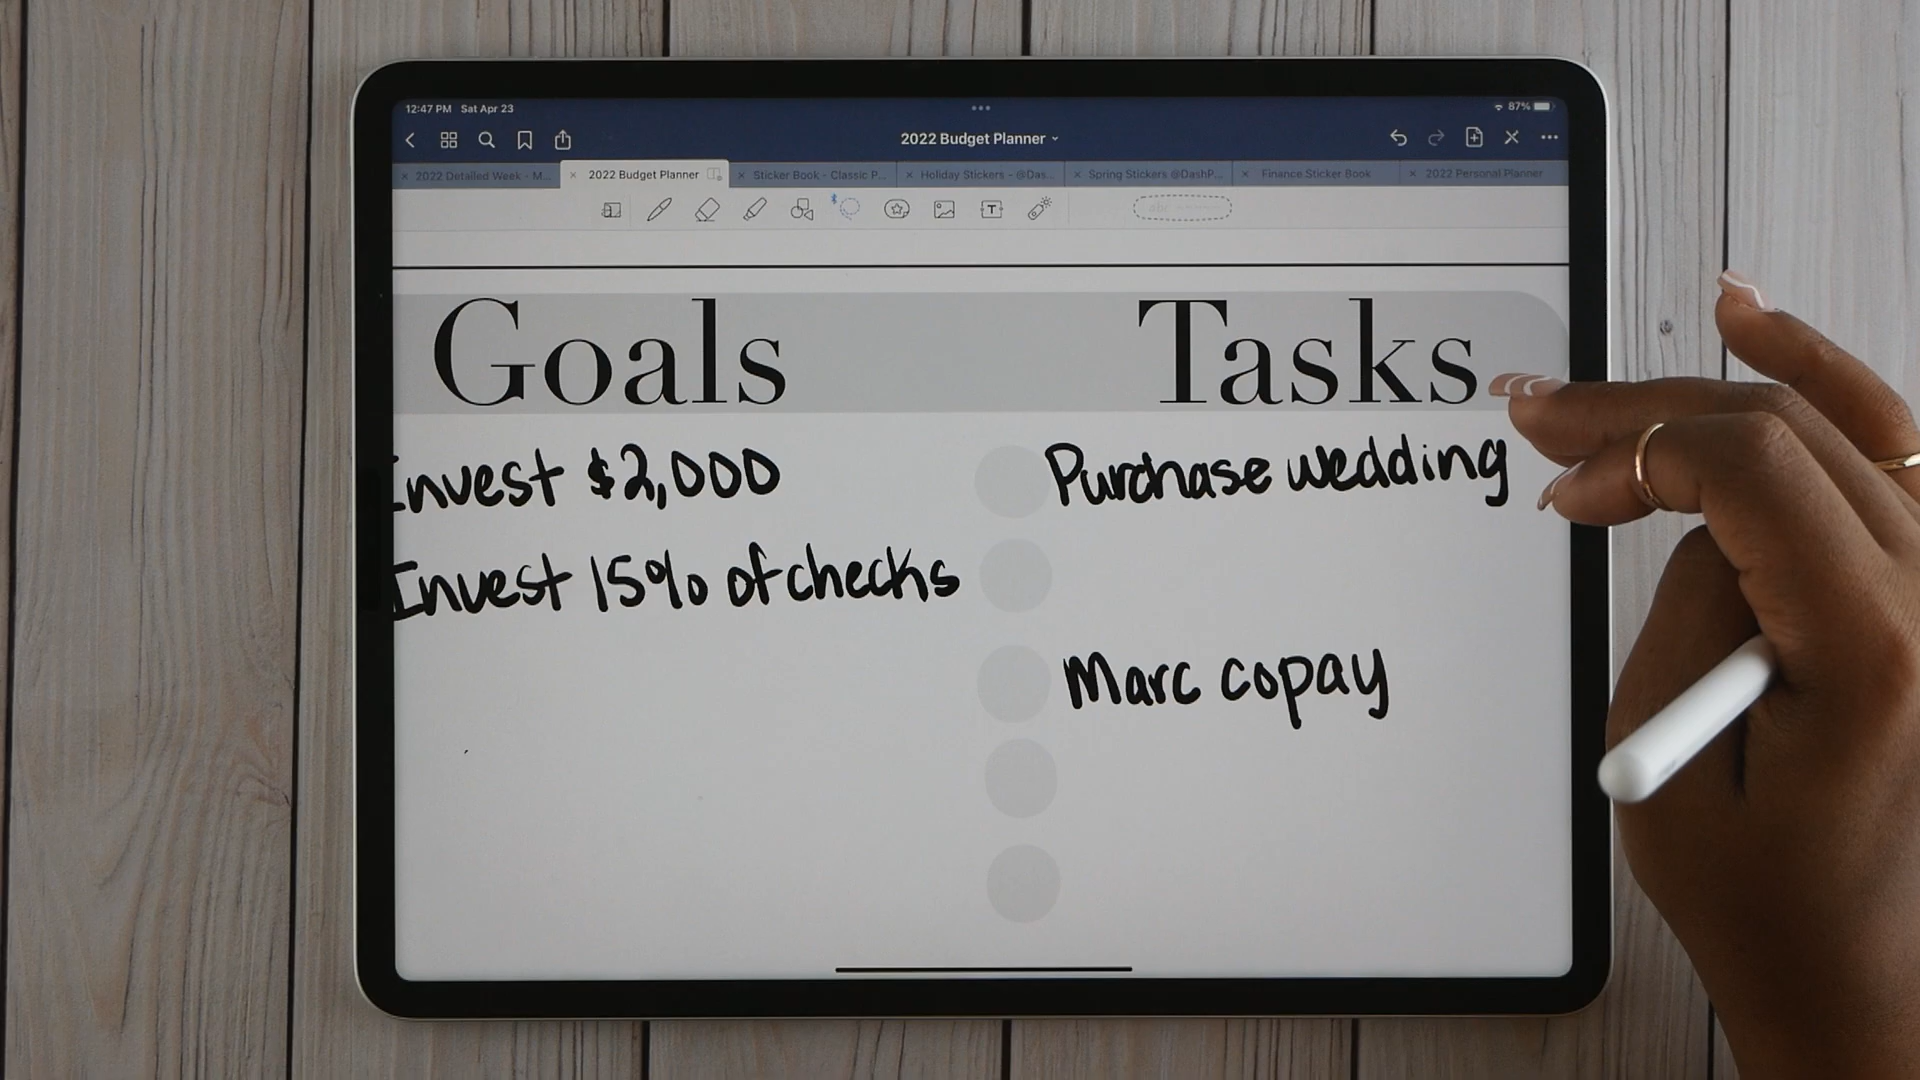 12:47 PM Sat Apr 23
87%
2022 Budget Planner
2022 Detailed Week - M...
2022 Budget Planner
Sticker Book - Classic P...
Holiday Stickers - @Das...
Spring Stickers @DashP...
Finance Sticker Book
2022 Personal Planner
Goals Tasks
Invest $2,000
Purchase wedding
Invest 15% of checks
Marc copay